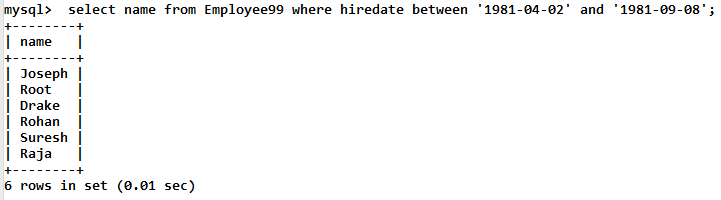 mysql>  select name from Employee99 where hiredate between '1981-04-02' and '1981-09-08';
+--------+
| name   |
+--------+
| Joseph |
| Root   |
| Drake  |
| Rohan  |
| Suresh |
| Raja   |
+--------+
6 rows in set (0.01 sec)